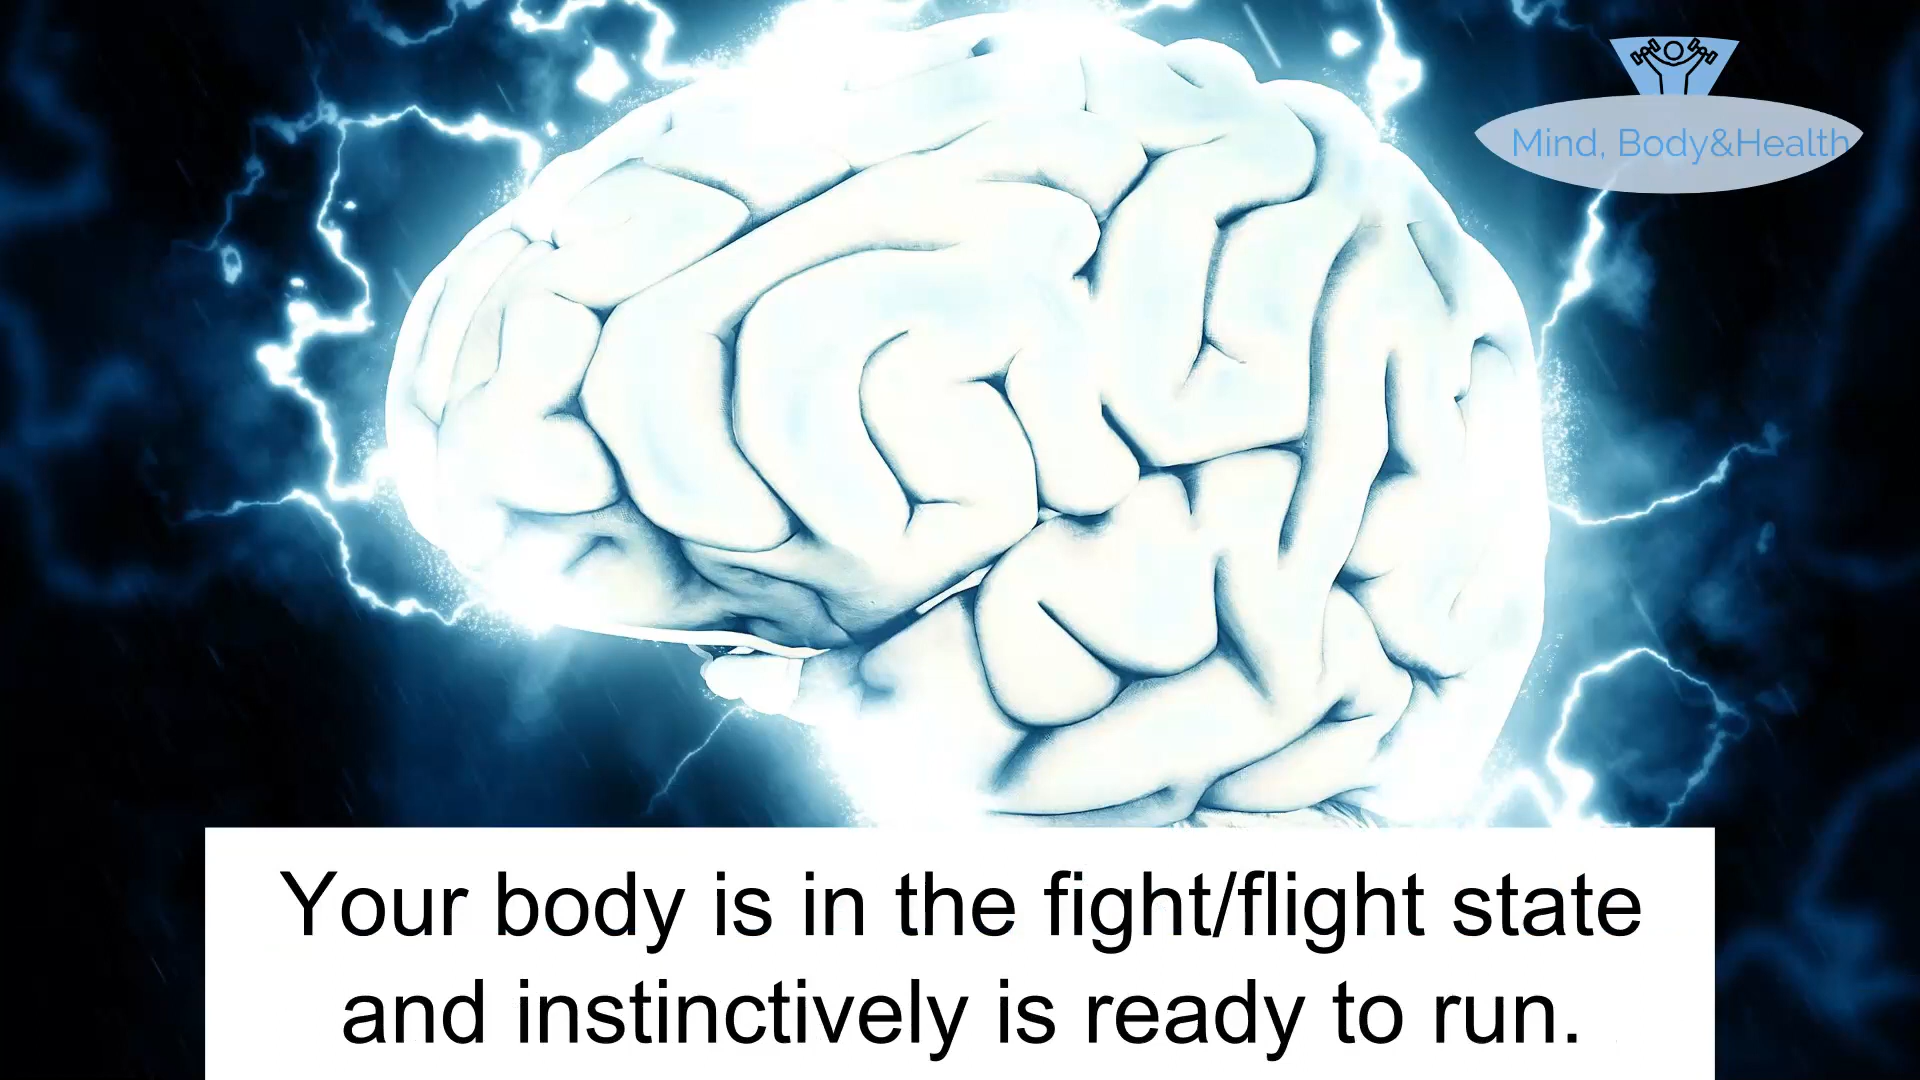 Mind, Body&Health
Your body is in the fight/flight state
and instinctively is ready to run.